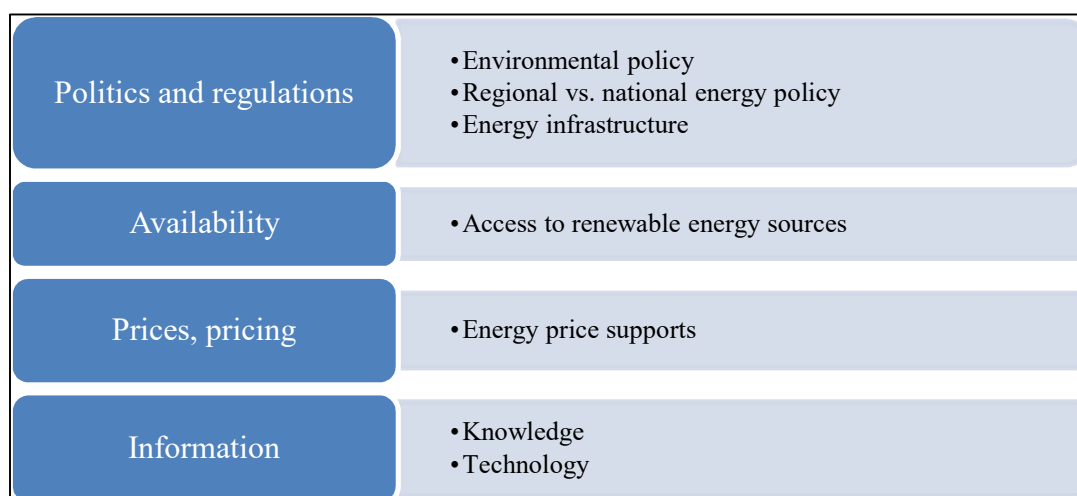 Politics and regulations
•Environmental policy
•Regional vs. national energy policy
•Energy infrastructure
Availability
•Access to renewable energy sources
Prices, pricing
•Energy price supports
Information
•Knowledge
•Technology